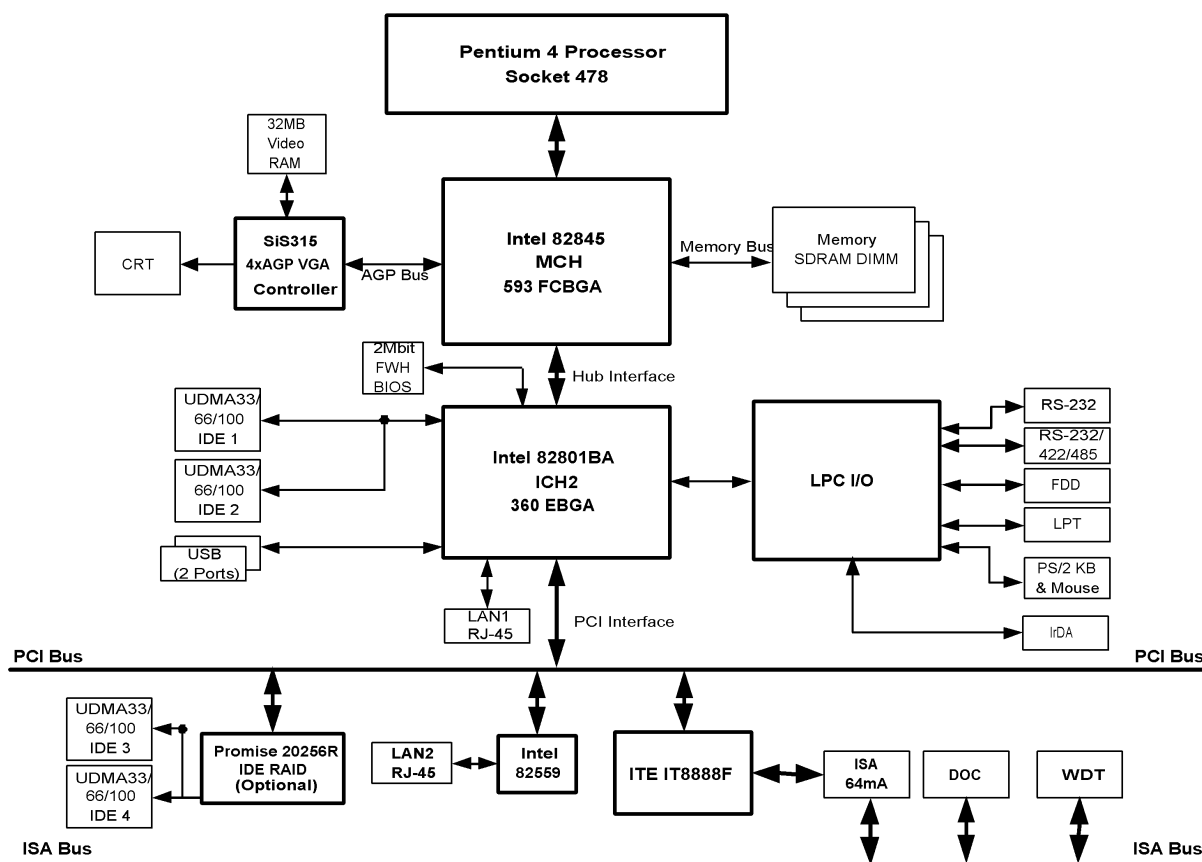 Pentium 4 Processor
Socket 478
32MB
Video
RAM
SiS315
4xAGP VGA
Controller
CRT
AGP Bus
Intel 82845
MCH
593 FCBGA
Memory Bus
Memory
SDRAM DIMM
2Mbit
FWH
BIOS
Hub Interface
UDMA33/
66/100
IDE 1
UDMA33/
66/100
IDE 2
USB
(2 Ports)
Intel 82801BA
ICH2
360 EBGA
LPC I/O
RS-232
RS-232/
422/485
FDD
LPT
PS/2 KB
& Mouse
IrDA
LAN1
RJ-45
PCI Interface
PCI Bus
PCI Bus
UDMA33/
66/100
IDE 3
UDMA33/
66/100
IDE 4
Promise 20256R
IDE RAID
(Optional)
LAN2
RJ-45
Intel
82559
ITE IT8888F
ISA
64mA
DOC
WDT
ISA Bus
ISA Bus